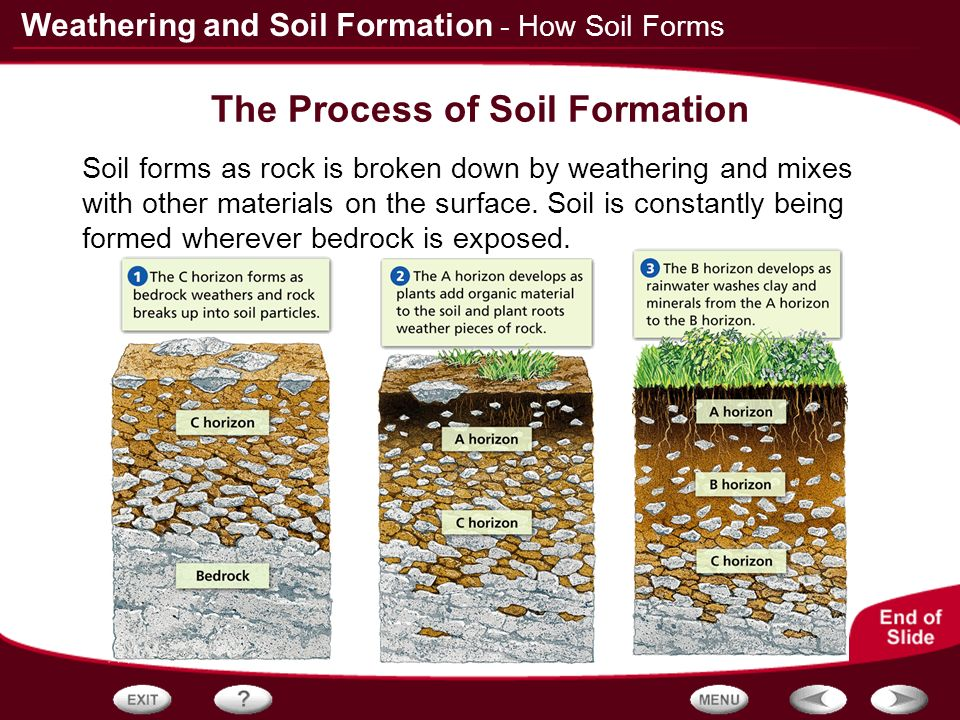 Weathering and Soil Formation - How Soil Forms
The Process of Soil Formation
Soil forms as rock is broken down by weathering and mixes
with other materials on the surface. Soil is constantly being
formed wherever bedrock is exposed.
1 The C horizon forms as
bedrock weathers and rock
breaks up into soil particles.
2 The A horizon develops as
plants add organic material
to the soil and plant roots
weather pieces of rock.
3 The B horizon develops as
rainwater washes clay and
minerals from the A horizon
to the B horizon.
C horizon
Bedrock
A horizon
C horizon
A horizon
B horizon
C horizon
End of
Slide
EXIT
?
MENU